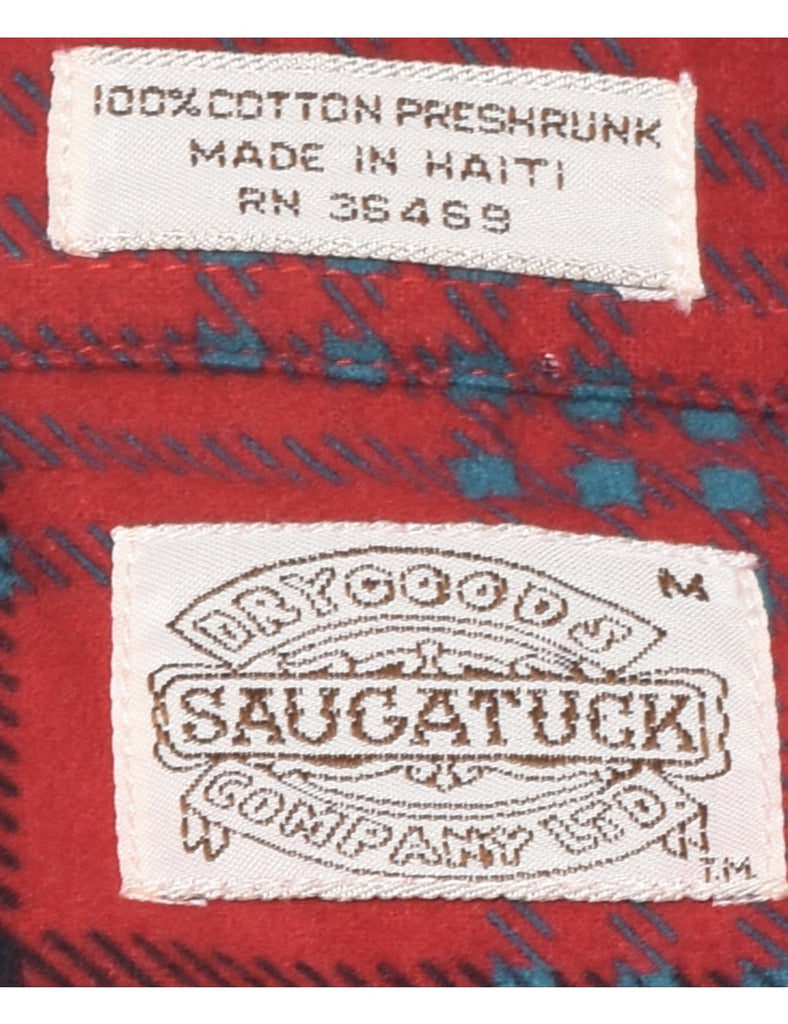 100% COTTON PRESHRUNK
MADE IN HAITI
RN 36469
M
DRYGOODS
SAUGATUCK
COMPANY LTD.
T.M.